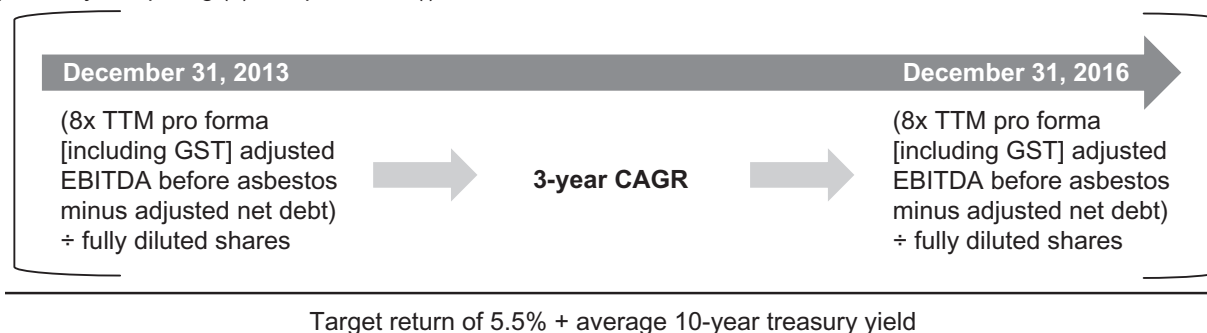 December 31, 2013
December 31, 2016
(8x TTM pro forma
[including GST] adjusted
EBITDA before asbestos
minus adjusted net debt)
÷ fully diluted shares
3-year CAGR
(8x TTM pro forma
[including GST] adjusted
EBITDA before asbestos
minus adjusted net debt)
÷ fully diluted shares
Target return of 5.5% + average 10-year treasury yield